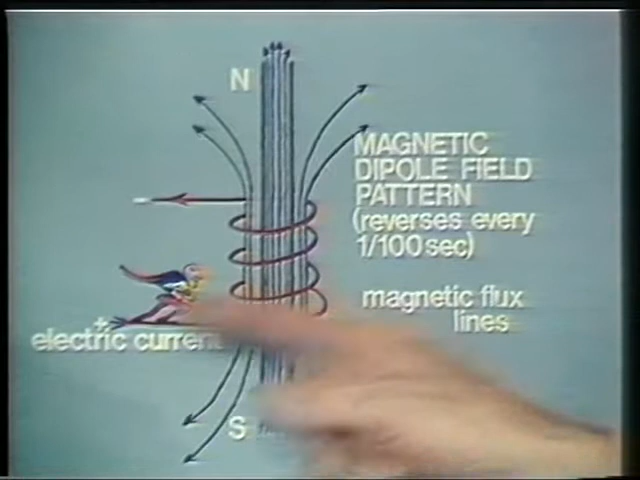 N
MAGNETIC
DIPOLE FIELD
PATTERN
(reverses every
1/100 sec)
magnetic flux
lines
electric current
S